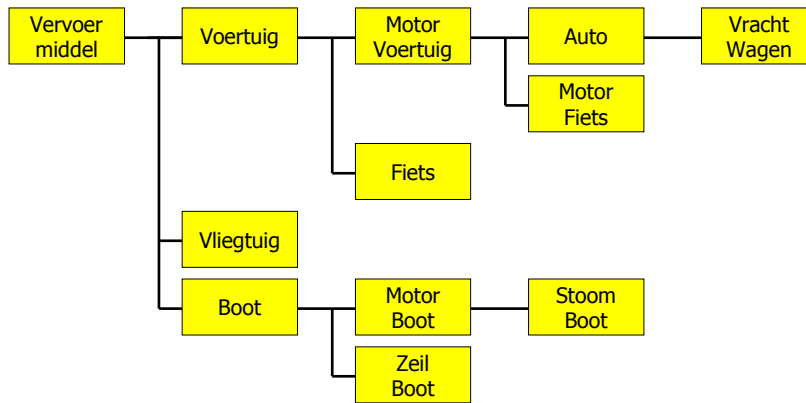 Vervoer
middel
Voertuig
Motor
Voertuig
Auto
Vracht
Wagen
Motor
Fiets
Fiets
Vliegtuig
Boot
Motor
Boot
Stoom
Boot
Zeil
Boot